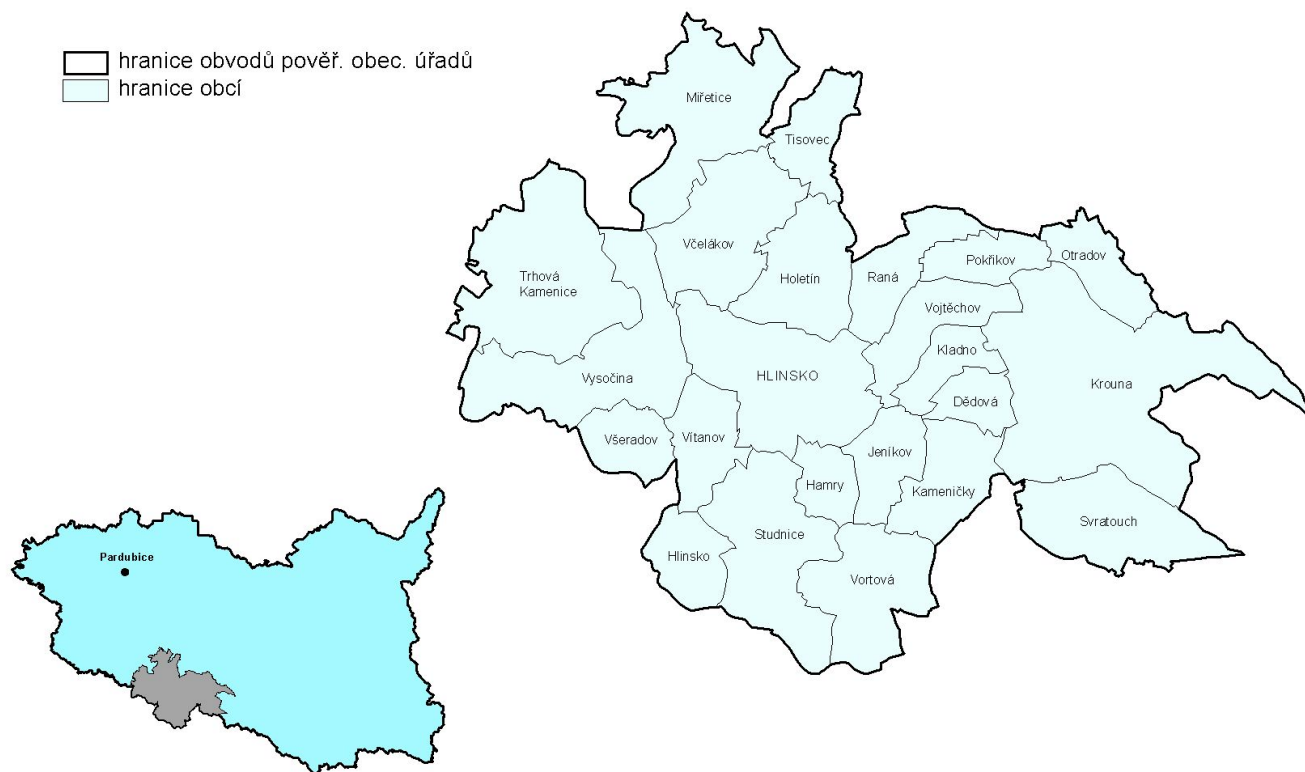 hranice obvodů pověř. obec. úřadů
hranice obcí
Miřetice
Tisovec
Včelákov
Trhová
Kamenice
Holetín
Raná
Pokřikov
Otradov
Vojtěchov
Kladno
Vysočina
HLINSKO
Krouna
Dědová
Všeradov
Vítanov
Jeníkov
Hamry
Kameničky
Svratouch
Studnice
Hlinsko
Vortová
Pardubice